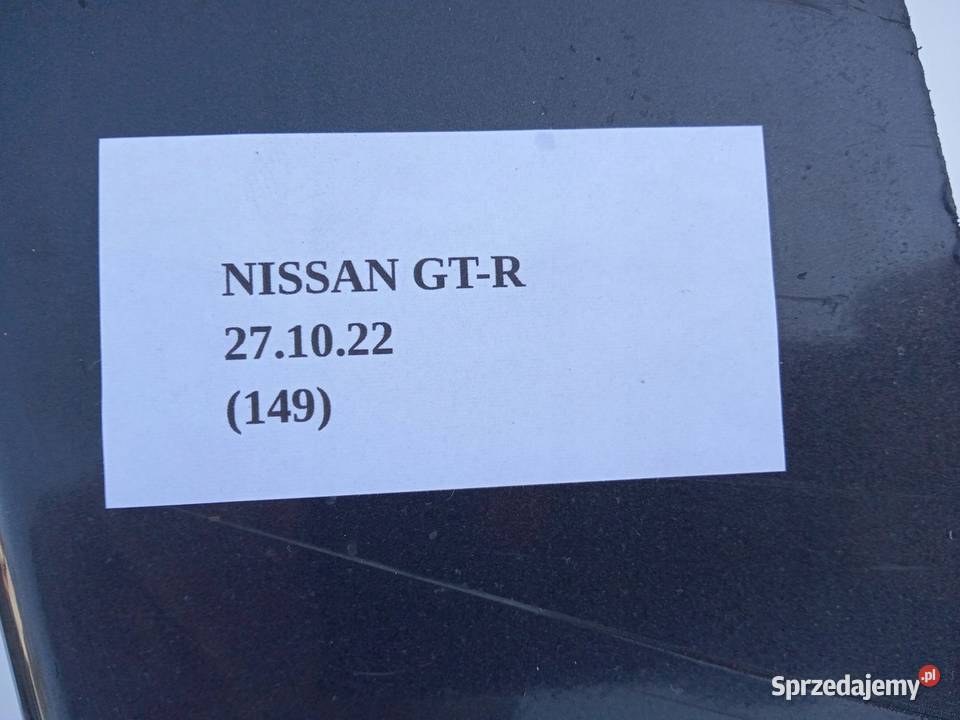 NISSAN GT-R
27.10.22
(149)
Sprzedajemy.pl